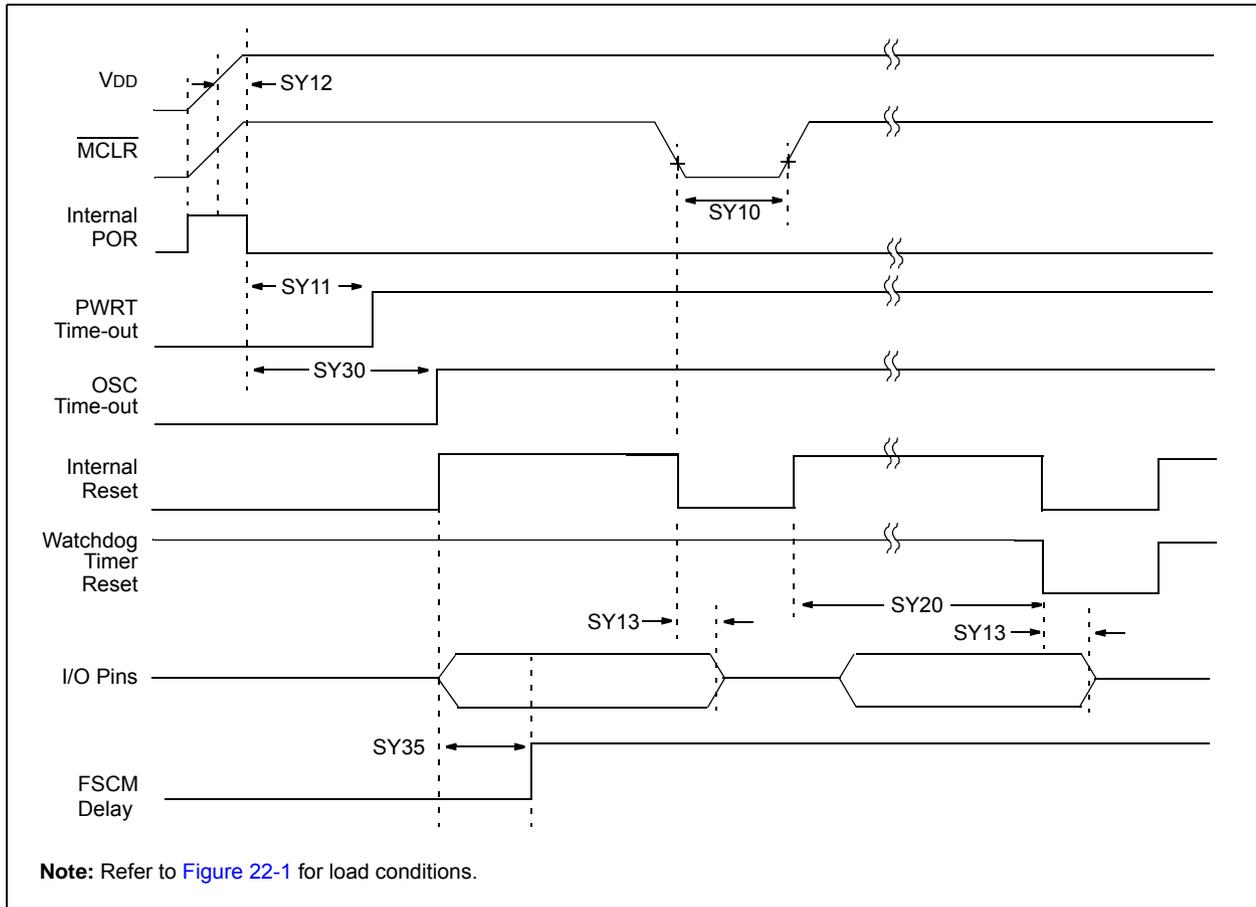 VDD
SY12
MCLR
SY10
Internal
POR
SY11
PWRT
Time-out
SY30
OSC
Time-out
Internal
Reset
Watchdog
Timer
Reset
SY20
SY13
SY13
I/O Pins
SY35
FSCM
Delay
Note: Refer to Figure 22-1 for load conditions.